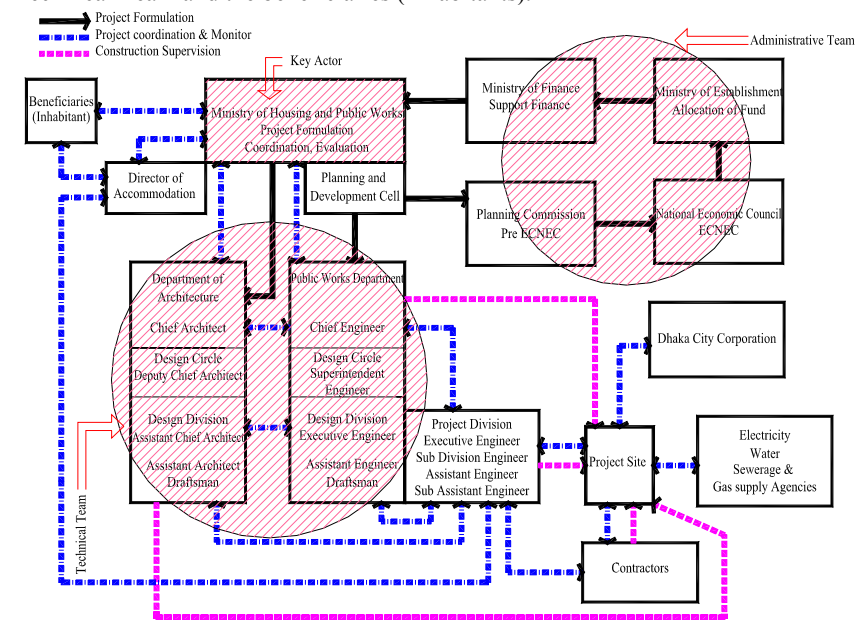 Project Formulation
Project coordination & Monitor
Construction Supervision
Key Actor
Administrative Team
Beneficiaries
(Inhabitant)
Ministry of Housing and Public Works
Project Formulation
Coordination, Evaluation
Ministry of Finance
Support Finance
Ministry of Establishment
Allocation of Fund
Director of
Accommodation
Planning and
Development Cell
Planning Commission
Pre ECNEC
National Economic Council
ECNEC
Department of
Architecture
Chief Architect
Public Works Department
Chief Engineer
Dhaka City Corporation
Design Circle
Deputy Chief Architect
Design Circle
Superintendent
Engineer
Design Division
Assistant Chief Architect
Assistant Architect
Draftsman
Design Division
Executive Engineer
Assistant Engineer
Draftsman
Project Division
Executive Engineer
Sub Division Engineer
Assistant Engineer
Sub Assistant Engineer
Project Site
Electricity
Water
Sewerage &
Gas supply Agencies
Technical Team
Contractors